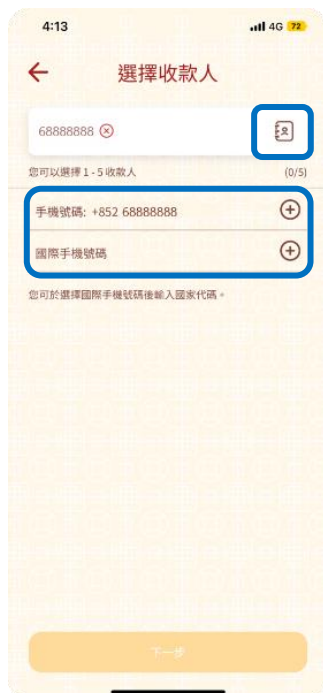 4:13
4G 72
選擇收款人
68888888
您可以選擇 1 - 5 收款人 (0/5)
手機號碼: +852 68888888
國際手機號碼
您可於選擇國際手機號碼後輸入國家代碼。
下一步